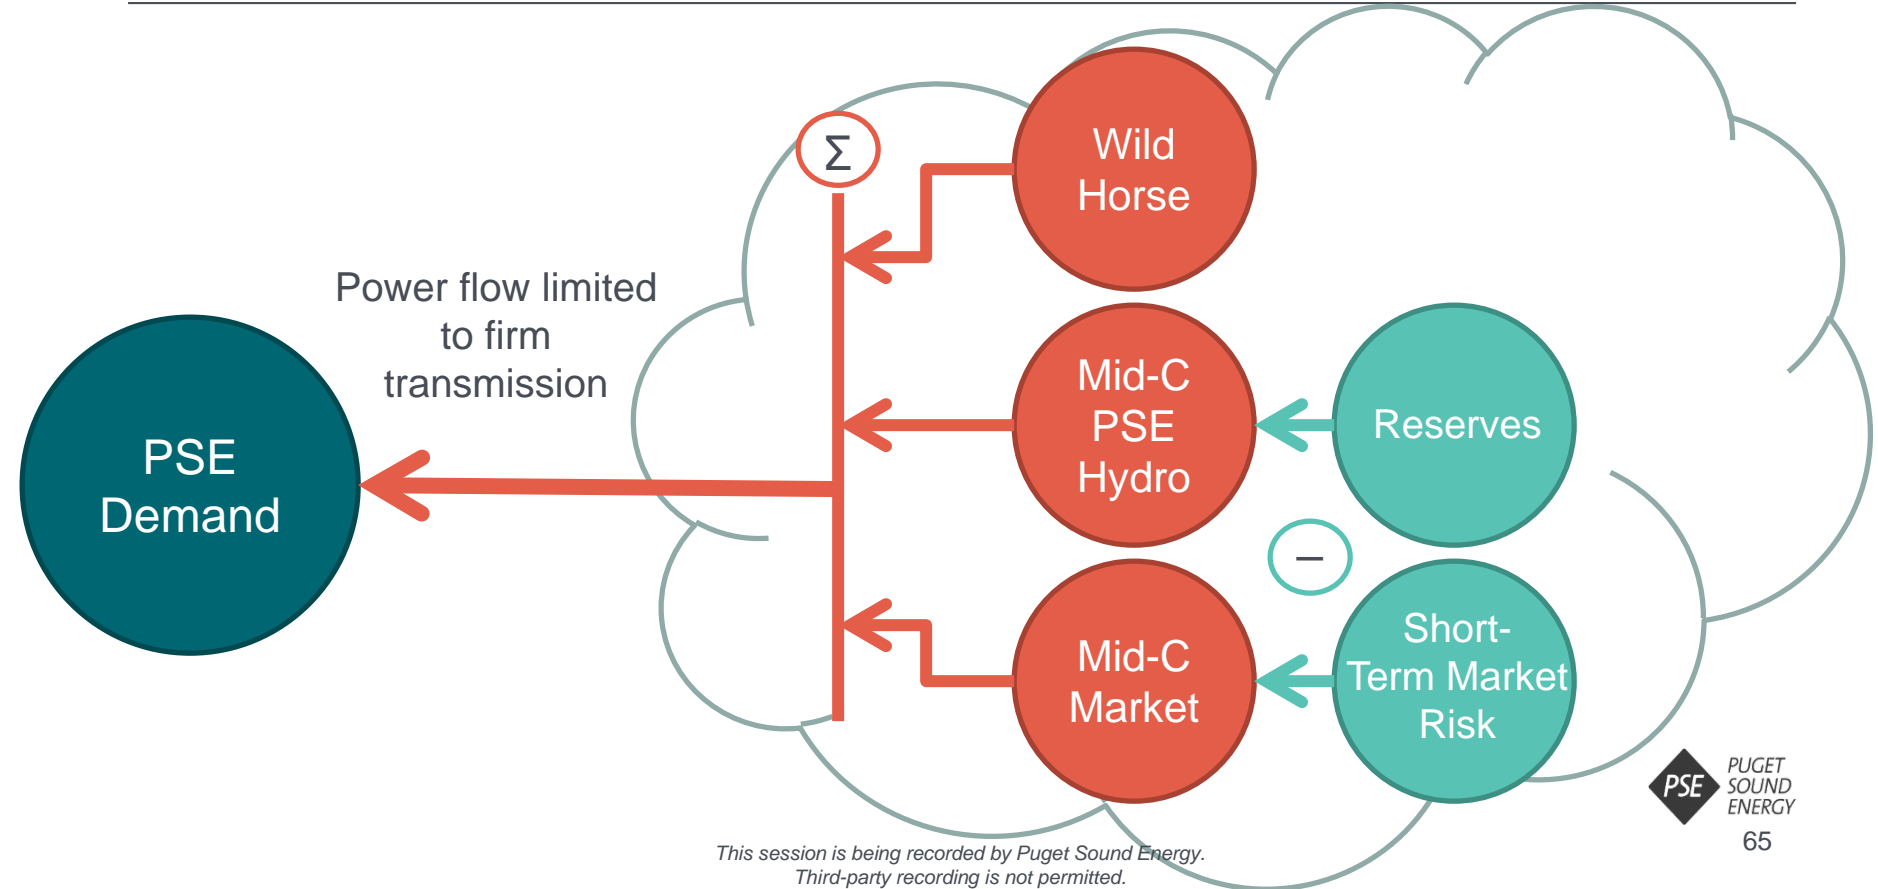 Σ
Wild
Horse
Power flow limited
to firm
transmission
PSE
Demand
Mid-C
PSE
Hydro
Reserves
–
Mid-C
Market
Short-
Term Market
Risk
PSE
PUGET
SOUND
ENERGY
65
This session is being recorded by Puget Sound Energy.
Third-party recording is not permitted.